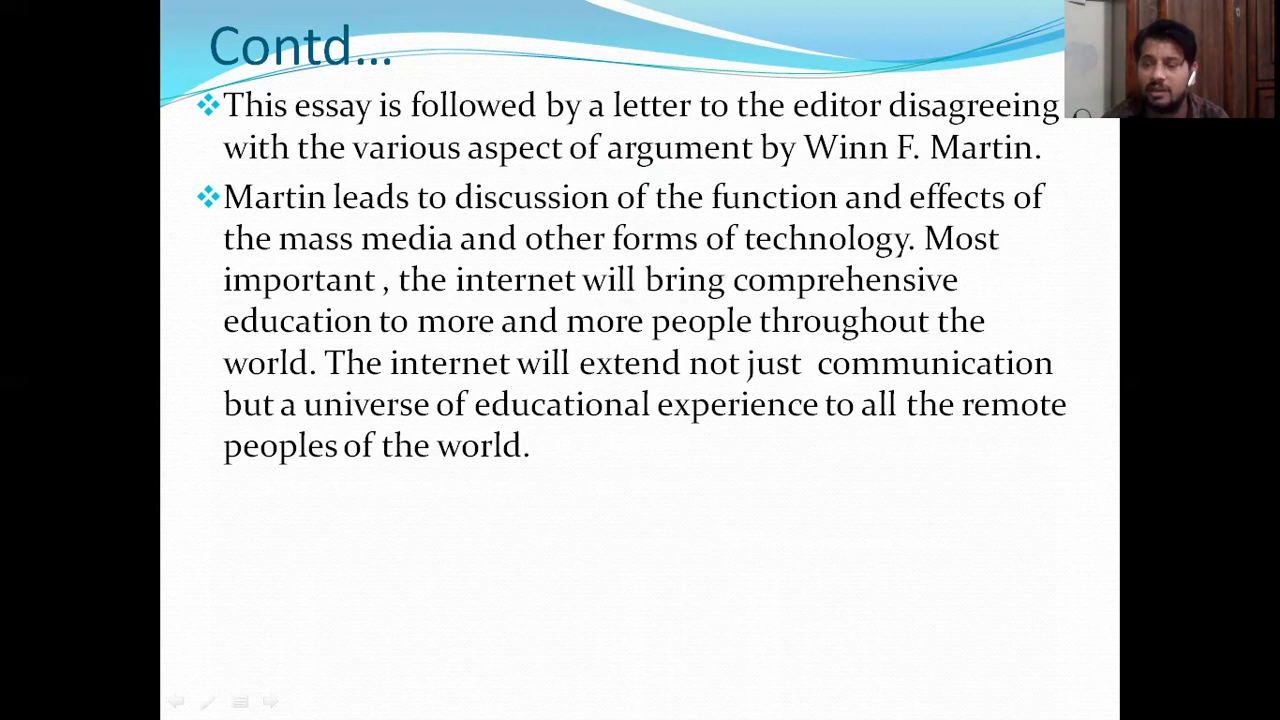 Contd...
This essay is followed by a letter to the editor disagreeing
with the various aspect of argument by Winn F. Martin.
Martin leads to discussion of the function and effects of
the mass media and other forms of technology. Most
important , the internet will bring comprehensive
education to more and more people throughout the
world. The internet will extend not just communication
but a universe of educational experience to all the remote
peoples of the world.